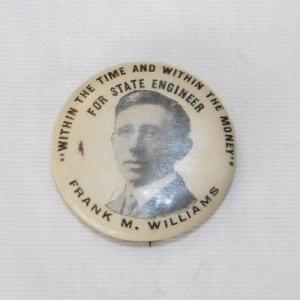 "WITHIN THE TIME AND WITHIN THE MONEY"
FOR STATE ENGINEER
FRANK M. WILLIAMS